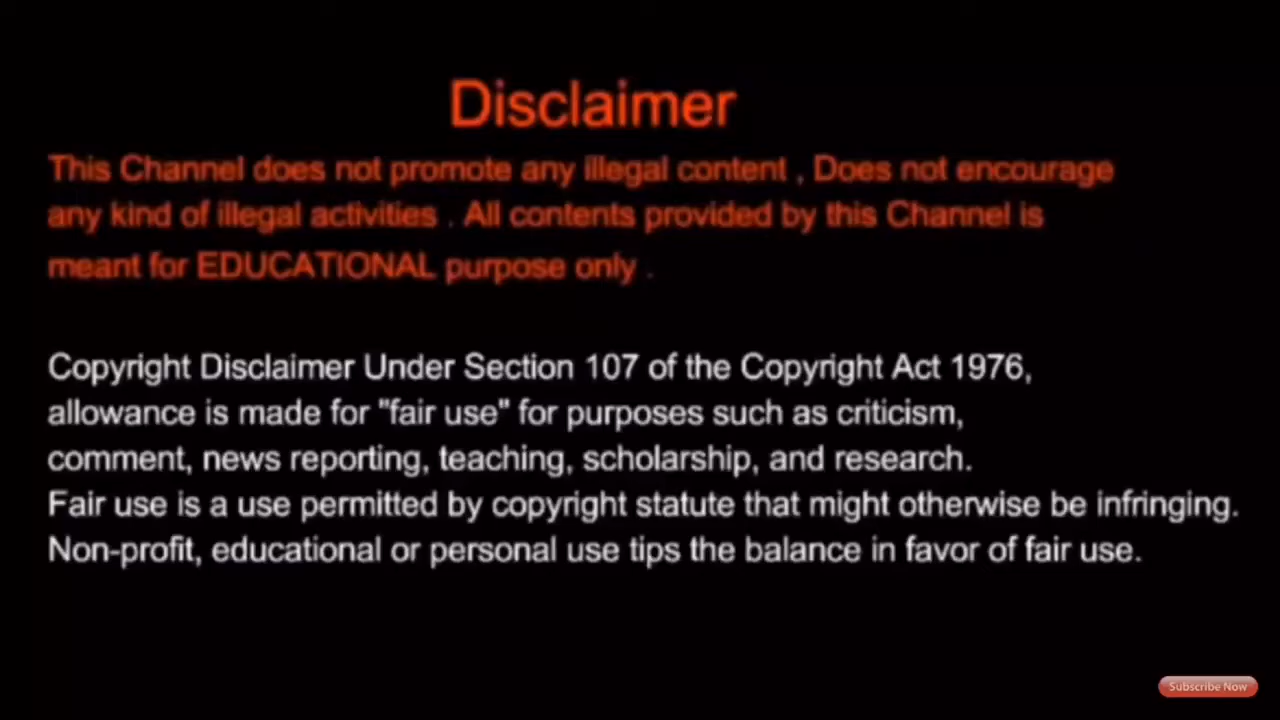 Disclaimer
This Channel does not promote any illegal content , Does not encourage
any kind of illegal activities . All contents provided by this Channel is
meant for EDUCATIONAL purpose only .
Copyright Disclaimer Under Section 107 of the Copyright Act 1976,
allowance is made for "fair use" for purposes such as criticism,
comment, news reporting, teaching, scholarship, and research.
Fair use is a use permitted by copyright statute that might otherwise be infringing.
Non-profit, educational or personal use tips the balance in favor of fair use.
Subscribe Now